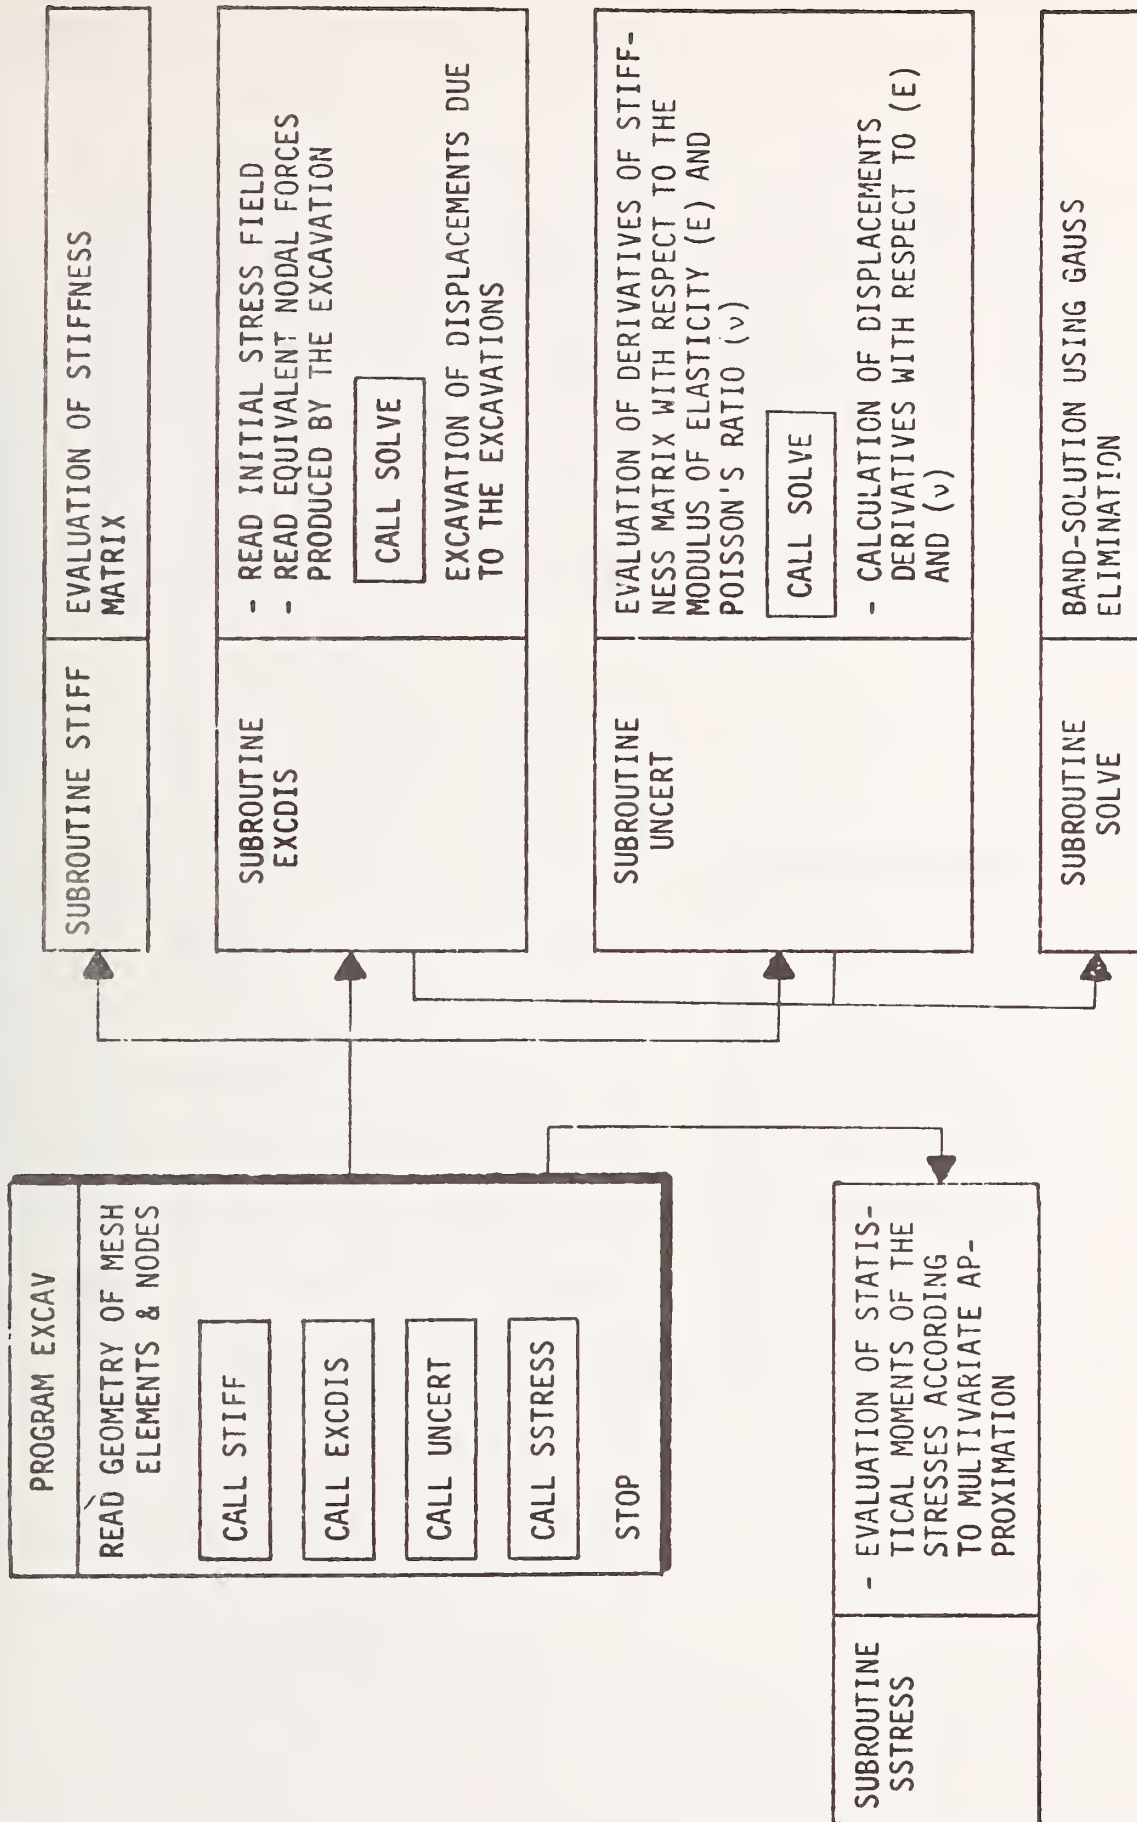 PROGRAM EXCAV
READ GEOMETRY OF MESH
ELEMENTS & NODES
CALL STIFF
CALL EXCDIS
CALL UNCERT
CALL SSTRESS
STOP
SUBROUTINE
SSTRESS
- EVALUATION OF STATIS-
TICAL MOMENTS OF THE
STRESSES ACCORDING
TO MULTIVARIATE AP-
PROXIMATION
SUBROUTINE STIFF
EVALUATION OF STIFFNESS
MATRIX
SUBROUTINE
EXCDIS
- READ INITIAL STRESS FIELD
- READ EQUIVALENT NODAL FORCES
PRODUCED BY THE EXCAVATION
CALL SOLVE
EXCAVATION OF DISPLACEMENTS DUE
TO THE EXCAVATIONS
SUBROUTINE
UNCERT
EVALUATION OF DERIVATIVES OF STIFF-
NESS MATRIX WITH RESPECT TO THE
MODULUS OF ELASTICITY (E) AND
POISSON'S RATIO (ν)
CALL SOLVE
- CALCULATION OF DISPLACEMENTS
DERIVATIVES WITH RESPECT TO (E)
AND (ν)
SUBROUTINE
SOLVE
BAND-SOLUTION USING GAUSS
ELIMINATION